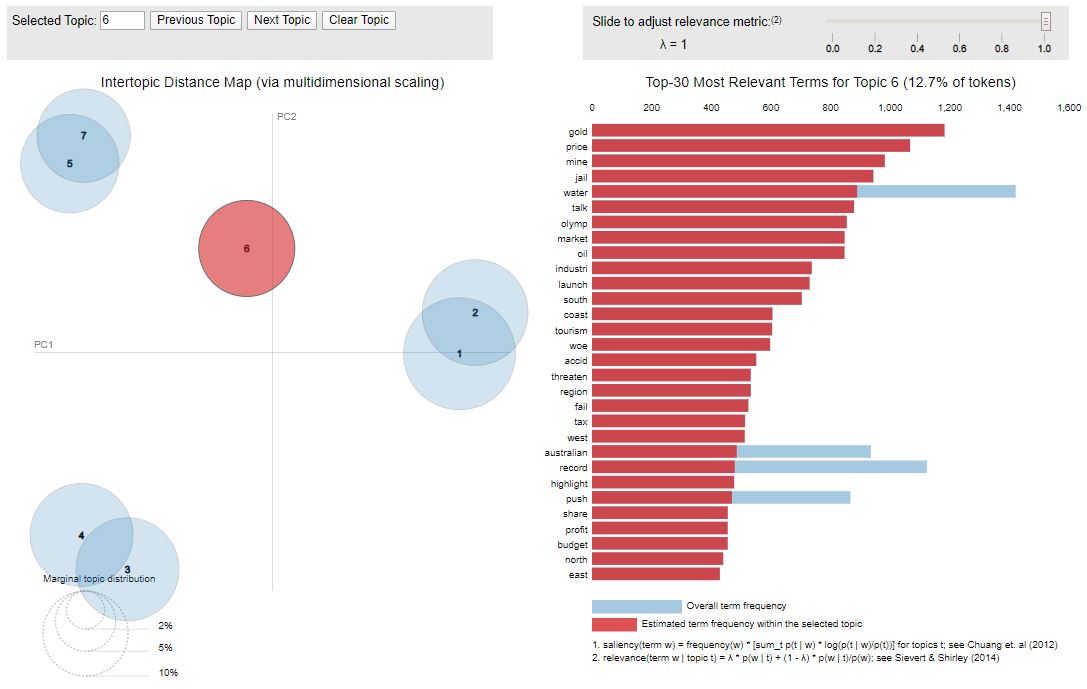 Selected Topic: 6 Previous Topic Next Topic Clear Topic
Slide to adjust relevance metric:(2)
λ = 1
0.0 0.2 0.4 0.6 0.8 1.0
Intertopic Distance Map (via multidimensional scaling)
PC2
PC1
7
5
6
2
1
4
3
Marginal topic distribution
2%
5%
10%
Top-30 Most Relevant Terms for Topic 6 (12.7% of tokens)
0 200 400 600 800 1,000 1,200 1,400 1,600
gold
price
mine
jail
water
talk
olymp
market
oil
industri
launch
south
coast
tourism
woe
accid
threaten
region
fail
tax
west
australian
record
highlight
push
share
profit
budget
north
east
Overall term frequency
Estimated term frequency within the selected topic
1. saliency(term w) = frequency(w) * [sum_t p(t | w) * log(p(t | w)/p(t))] for topics t; see Chuang et. al (2012)
2. relevance(term w | topic t) = λ * p(w | t) + (1 - λ) * p(w | t)/p(w); see Sievert & Shirley (2014)